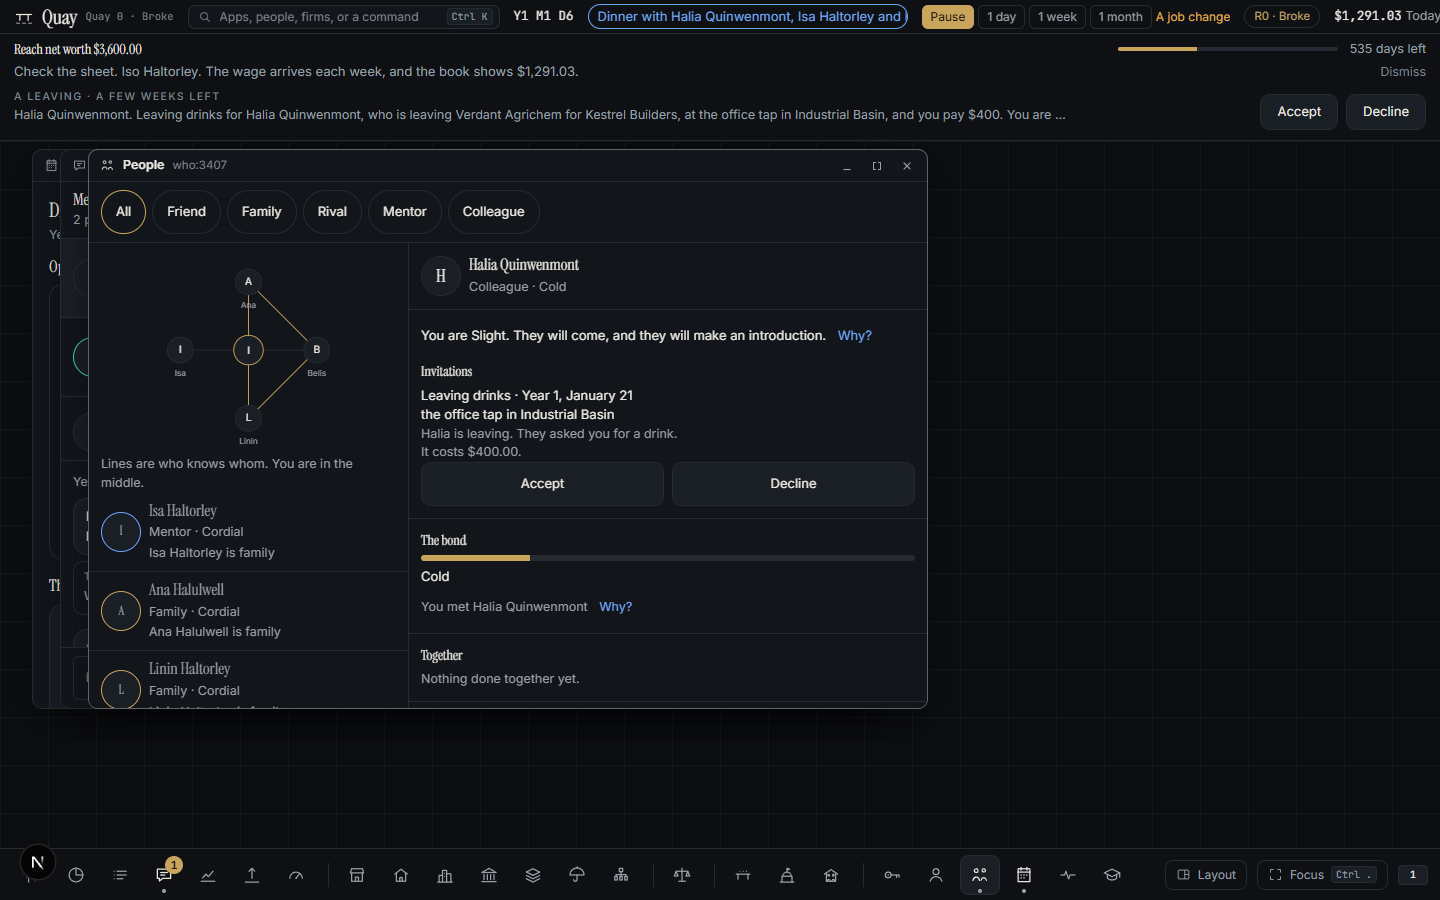 Quay Quay 0 · Broke Apps, people, firms, or a command Ctrl K Y1 M1 D6 Dinner with Halia Quinwenmont, Isa Haltorley and Pause 1 day 1 week 1 month A job change R0 · Broke $1,291.03 Today
Reach net worth $3,600.00 535 days left
Check the sheet. Iso Haltorley. The wage arrives each week, and the book shows $1,291.03. Dismiss
A LEAVING · A FEW WEEKS LEFT
Halia Quinwenmont. Leaving drinks for Halia Quinwenmont, who is leaving Verdant Agrichem for Kestrel Builders, at the office tap in Industrial Basin, and you pay $400. You are ... Accept Decline
People who:3407
Me
2 p
All Friend Family Rival Mentor Colleague
A
Ana
I I B
Isa Belis
L
Linin
Lines are who knows whom. You are in the
middle.
I
Isa Haltorley
Mentor · Cordial
Isa Haltorley is family
A
Ana Halulwell
Family · Cordial
Ana Halulwell is family
L
Linin Haltorley
Family · Cordial
H
Halia Quinwenmont
Colleague · Cold
You are Slight. They will come, and they will make an introduction. Why?
Invitations
Leaving drinks · Year 1, January 21
the office tap in Industrial Basin
Halia is leaving. They asked you for a drink.
It costs $400.00.
Accept Decline
The bond
Cold
You met Halia Quinwenmont Why?
Together
Nothing done together yet.
N 1 Layout Focus Ctrl . 1